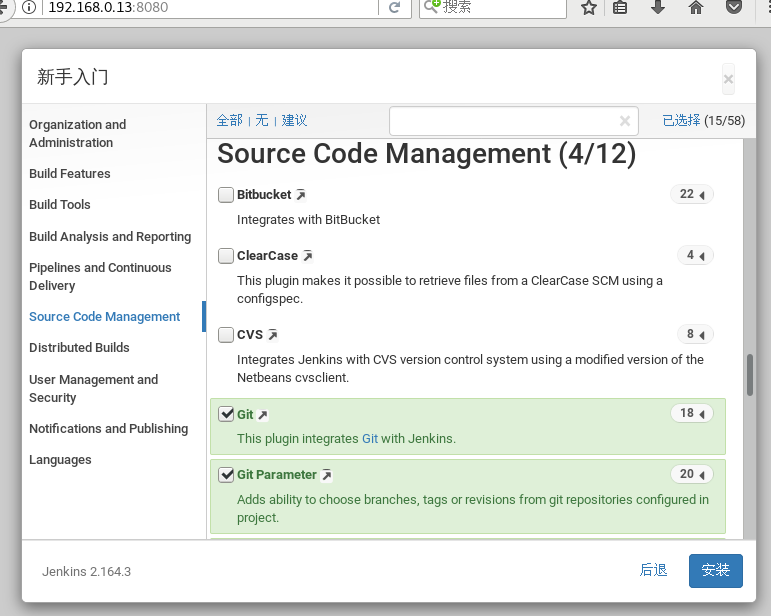 192.168.0.13:8080
搜索
新手入门
×
Organization and
Administration
Build Features
Build Tools
Build Analysis and Reporting
Pipelines and Continuous
Delivery
Source Code Management
Distributed Builds
User Management and
Security
Notifications and Publishing
Languages
全部 | 无 | 建议
已选择 (15/58)
Source Code Management (4/12)
Bitbucket 22
Integrates with BitBucket
ClearCase 4
This plugin makes it possible to retrieve files from a ClearCase SCM using a
configspec.
CVS 8
Integrates Jenkins with CVS version control system using a modified version of the
Netbeans cvsclient.
Git 18
This plugin integrates Git with Jenkins.
Git Parameter 20
Adds ability to choose branches, tags or revisions from git repositories configured in
project.
Jenkins 2.164.3
后退
安装